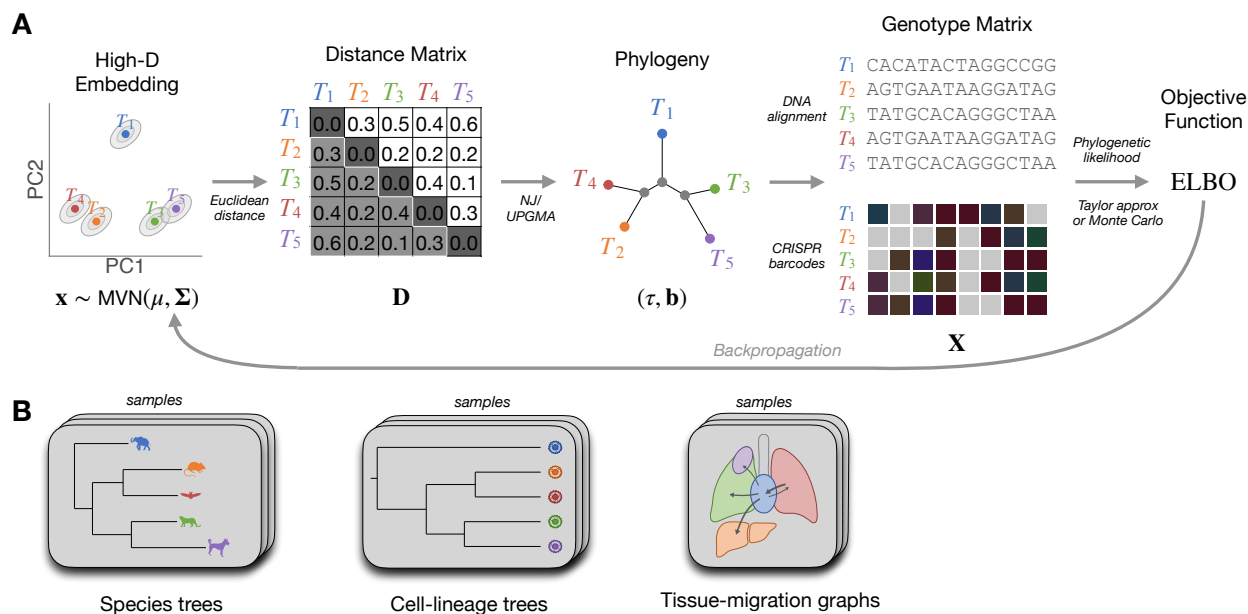 A
High-D
Embedding
T1
T4
T2
T3
T5
PC2
PC1
x ~ MVN(μ, Σ)
Euclidean
distance
Distance Matrix
T1 T2 T3 T4 T5
T1 0.0 0.3 0.5 0.4 0.6
T2 0.3 0.0 0.2 0.2 0.2
T3 0.5 0.2 0.0 0.4 0.1
T4 0.4 0.2 0.4 0.0 0.3
T5 0.6 0.2 0.1 0.3 0.0
D
NJ/
UPGMA
Phylogeny
T1
T4
T3
T2
T5
(τ, b)
DNA
alignment
CRISPR
barcodes
Genotype Matrix
T1 CACATACTAGGCCGG
T2 AGTGAATAAGGATAG
T3 TATGCACAGGGCTAA
T4 AGTGAATAAGGATAG
T5 TATGCACAGGGCTAA
T1
T2
T3
T4
T5
X
Phylogenetic
likelihood
Taylor approx
or Monte Carlo
Objective
Function
ELBO
Backpropagation
B
samples
Species trees
samples
Cell-lineage trees
samples
Tissue-migration graphs